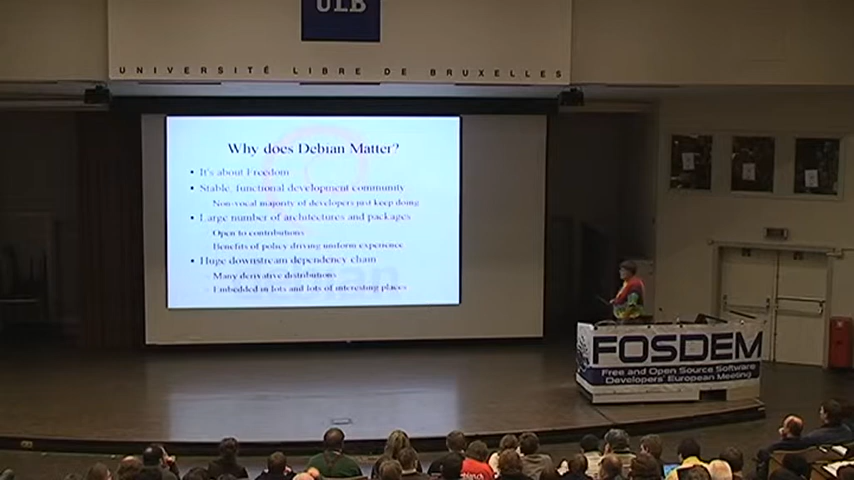 ULB
UNIVERSITÉ LIBRE DE BRUXELLES
Why does Debian Matter?
• It's about Freedom
• Stable, functional development community
Non-vocal majority of developers just keep doing
• Large number of architectures and packages
Open to contributions
Benefits of policy driving uniform experience
• Huge downstream dependency chain
Many derivative distributions
Embedded in lots and lots of interesting places
FOSDEM
Free and Open Source Software
Developers' European Meeting